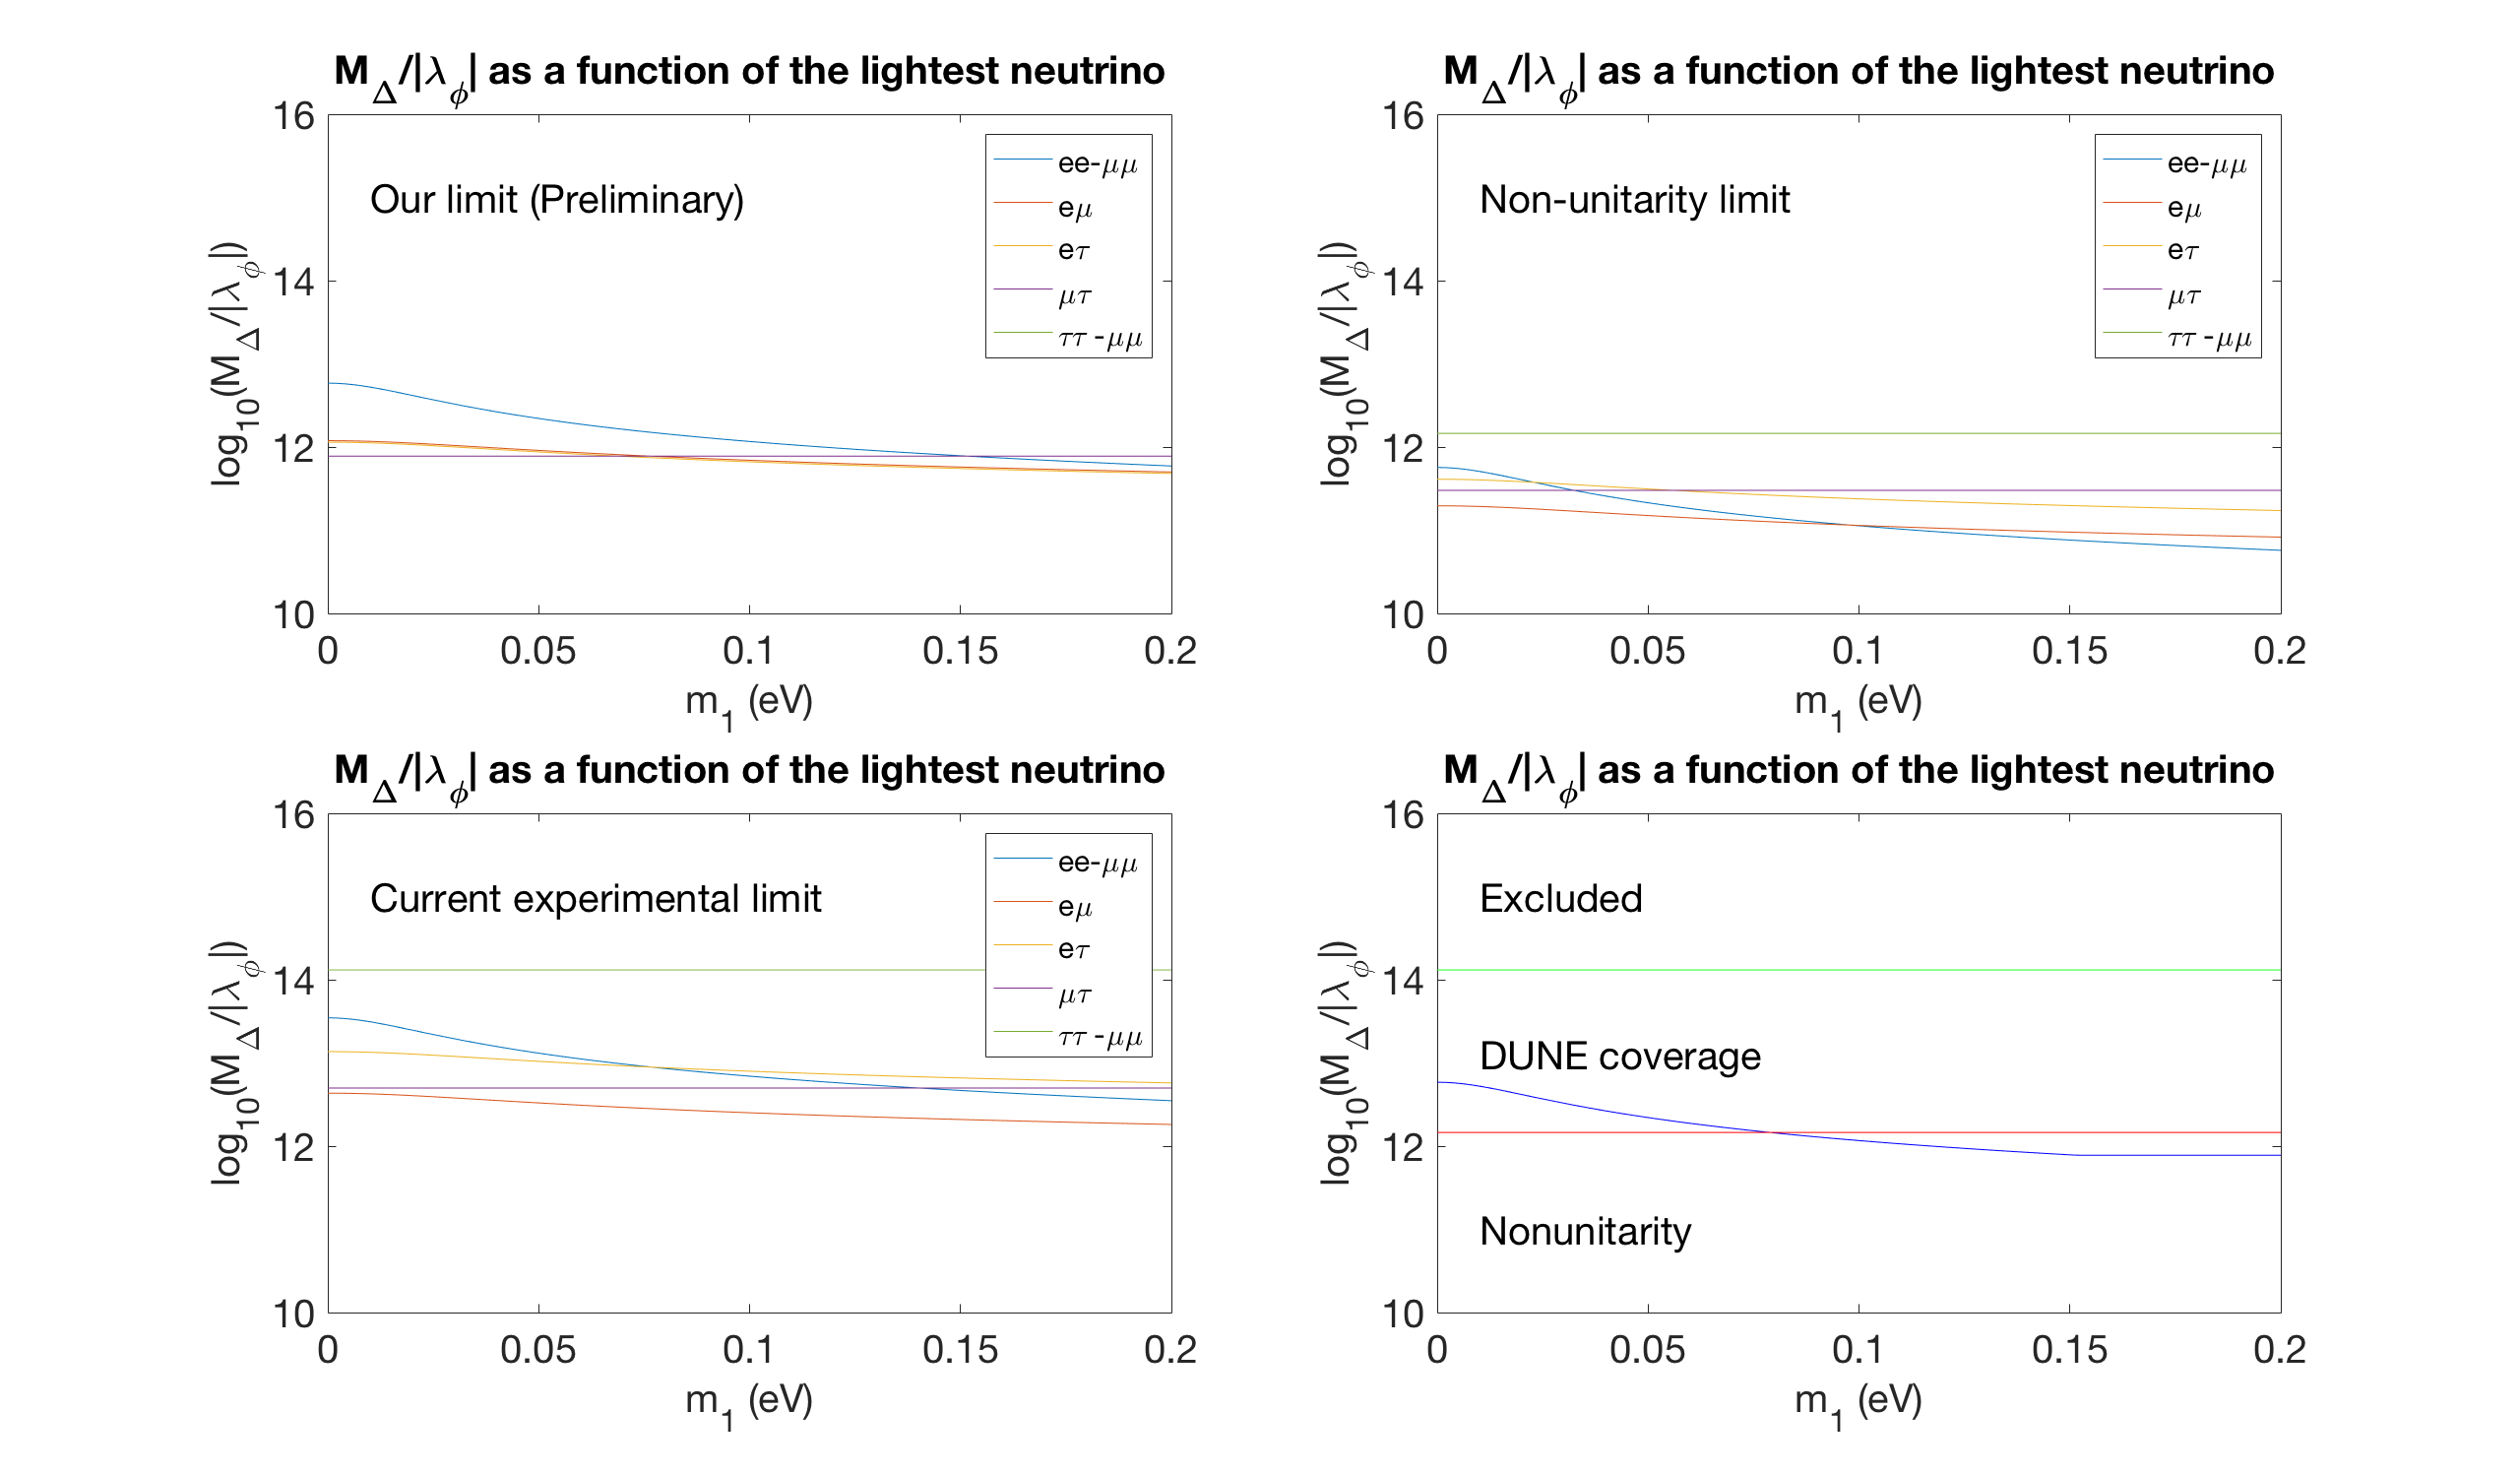 M_Δ/|λ_ϕ| as a function of the lightest neutrino
Our limit (Preliminary)
ee-μμ
eμ
eτ
μτ
ττ -μμ
log_10(M_Δ/|λ_ϕ|)
16
14
12
10
0 0.05 0.1 0.15 0.2
m_1 (eV)
M_Δ/|λ_ϕ| as a function of the lightest neutrino
Non-unitarity limit
ee-μμ
eμ
eτ
μτ
ττ -μμ
log_10(M_Δ/|λ_ϕ|)
16
14
12
10
0 0.05 0.1 0.15 0.2
m_1 (eV)
M_Δ/|λ_ϕ| as a function of the lightest neutrino
Current experimental limit
ee-μμ
eμ
eτ
μτ
ττ -μμ
log_10(M_Δ/|λ_ϕ|)
16
14
12
10
0 0.05 0.1 0.15 0.2
m_1 (eV)
M_Δ/|λ_ϕ| as a function of the lightest neutrino
Excluded
DUNE coverage
Nonunitarity
log_10(M_Δ/|λ_ϕ|)
16
14
12
10
0 0.05 0.1 0.15 0.2
m_1 (eV)